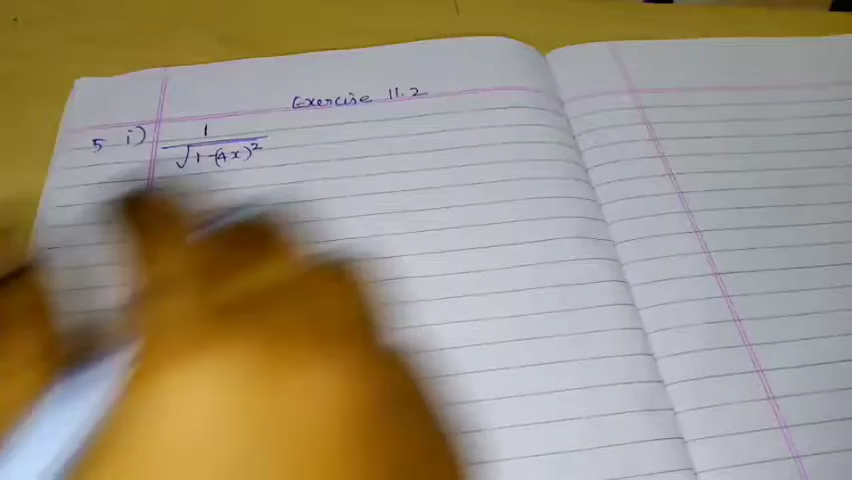 Exercise 11.2
5 i) 1
√1-(4x)²